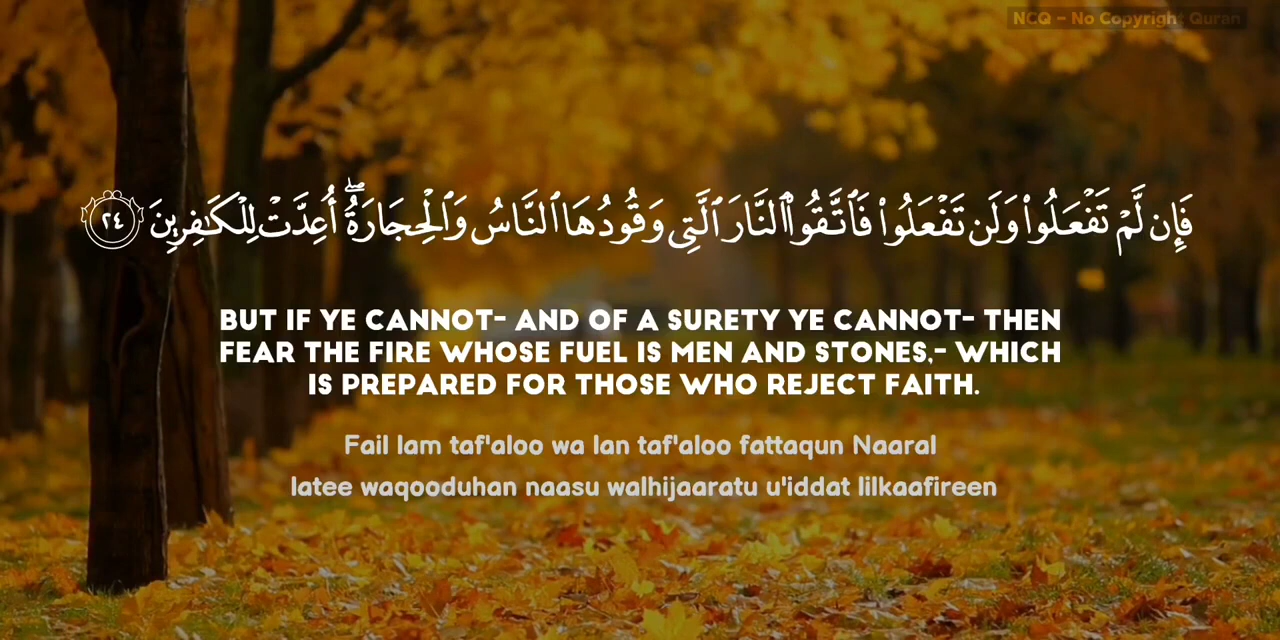 NCQ - No Copyright Quran
فَإِن لَّمْ تَفْعَلُوا۟ وَلَن تَفْعَلُوا۟ فَٱتَّقُوا۟ ٱلنَّارَ ٱلَّتِى وَقُودُهَا ٱلنَّاسُ وَٱلْحِجَارَةُ ۖ أُعِدَّتْ لِلْكَـٰفِرِينَ ٢٤
BUT IF YE CANNOT- AND OF A SURETY YE CANNOT- THEN
FEAR THE FIRE WHOSE FUEL IS MEN AND STONES,- WHICH
IS PREPARED FOR THOSE WHO REJECT FAITH.
Fail lam taf'aloo wa lan taf'aloo fattaqun Naaral
latee waqooduhan naasu walhijaaratu u'iddat lilkaafireen